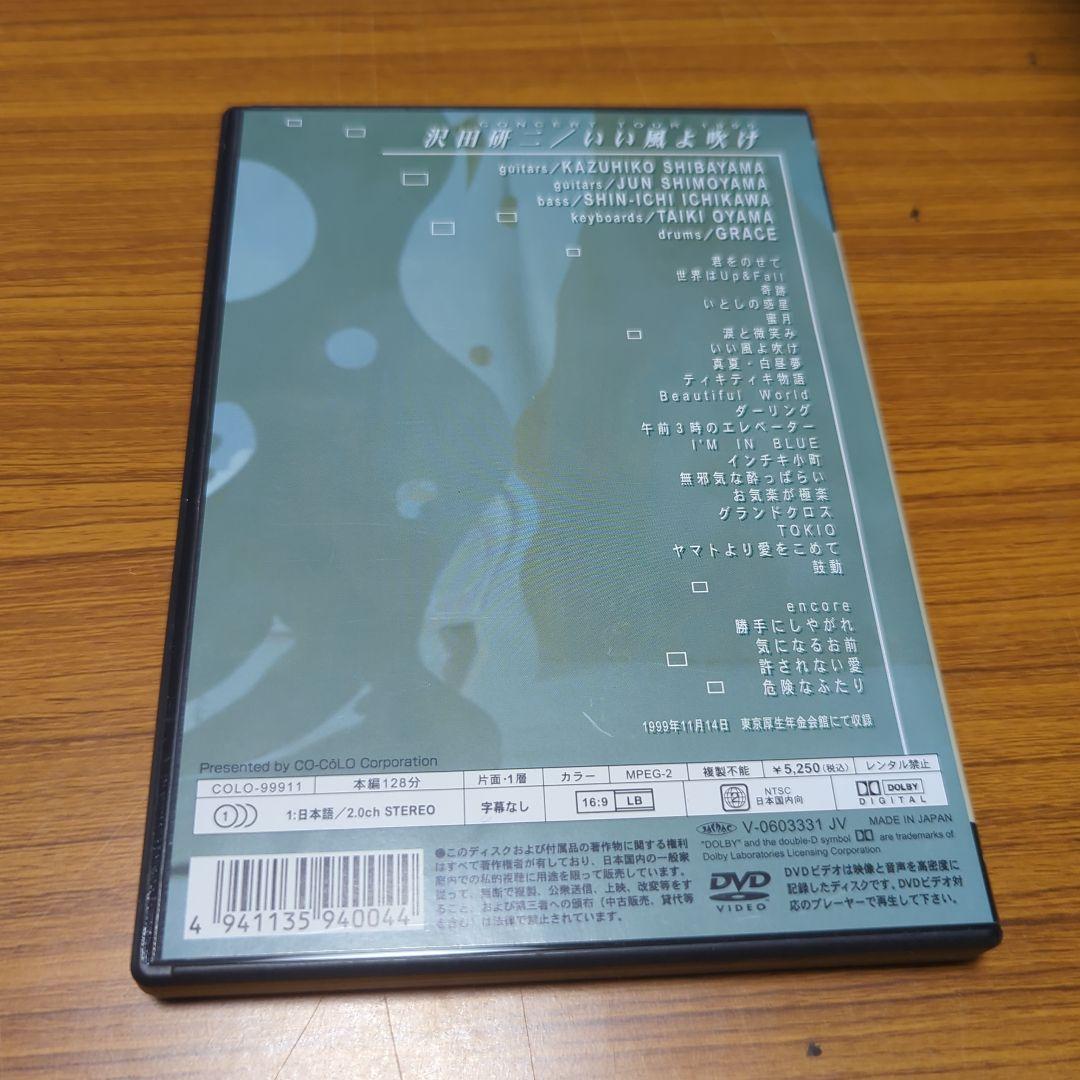 CONCERT TOUR 1999
沢田研二／いい風よ吹け
guitars/KAZUHIKO SHIBAYAMA
guitars/JUN SHIMOYAMA
bass/SHIN-ICHI ICHIKAWA
keyboards/TAIKI OYAMA
drums/GRACE
君をのせて
世界はUp&Fall
奇跡
いとしの惑星
蜜月
涙と微笑み
いい風よ吹け
真夏・白昼夢
ティキティキ物語
Beautiful World
ダーリング
午前3時のエレベーター
I'M IN BLUE
インチキ小町
無邪気な酔っぱらい
お気楽が極楽
グランドクロス
TOKIO
ヤマトより愛をこめて
鼓動
encore
勝手にしやがれ
気になるお前
許されない愛
危険なふたり
1999年11月14日 東京厚生年金会館にて収録
Presented by CO-CóLO Corporation
COLO-99911 本編128分 片面・1層 カラー MPEG-2 複製不能 ￥5,250(税込) レンタル禁止
1 1:日本語／2.0ch STEREO 字幕なし 16:9 LB 2 NTSC 日本国内向 DOLBY DIGITAL
V-0603331 JV MADE IN JAPAN
"DOLBY" and the double-D symbol are trademarks of
Dolby Laboratories Licensing Corporation
●このディスクおよび付属品の著作物に関する権利
はすべて著作権者が有しており、日本国内の一般家
庭内での私的視聴に用途を限って販売しています。
従って、無断で複製、公衆送信、上映、改変等をす
ること、および第三者への頒布（中古販売、貸代等
を含む）は法律で禁止されています。
DVD VIDEO
DVDビデオは映像と音声を高密度に
記録したディスクです。DVDビデオ対
応のプレーヤーで再生して下さい。
4 941135 940044